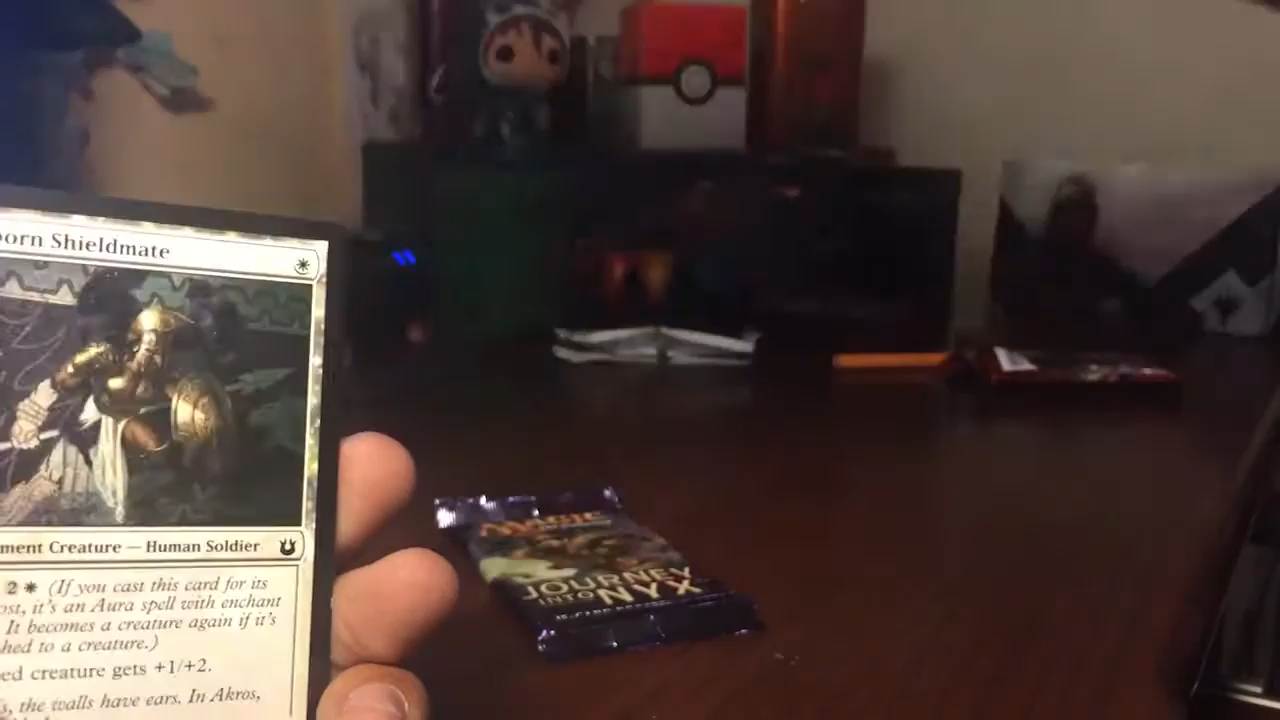 orn Shieldmate
ment Creature — Human Soldier
2 (If you cast this card for its
ost, it's an Aura spell with enchant
It becomes a creature again if it's
hed to a creature.)
ed creature gets +1/+2.
s, the walls have ears. In Akros,
MAGIC
JOURNEY
INTO NYX